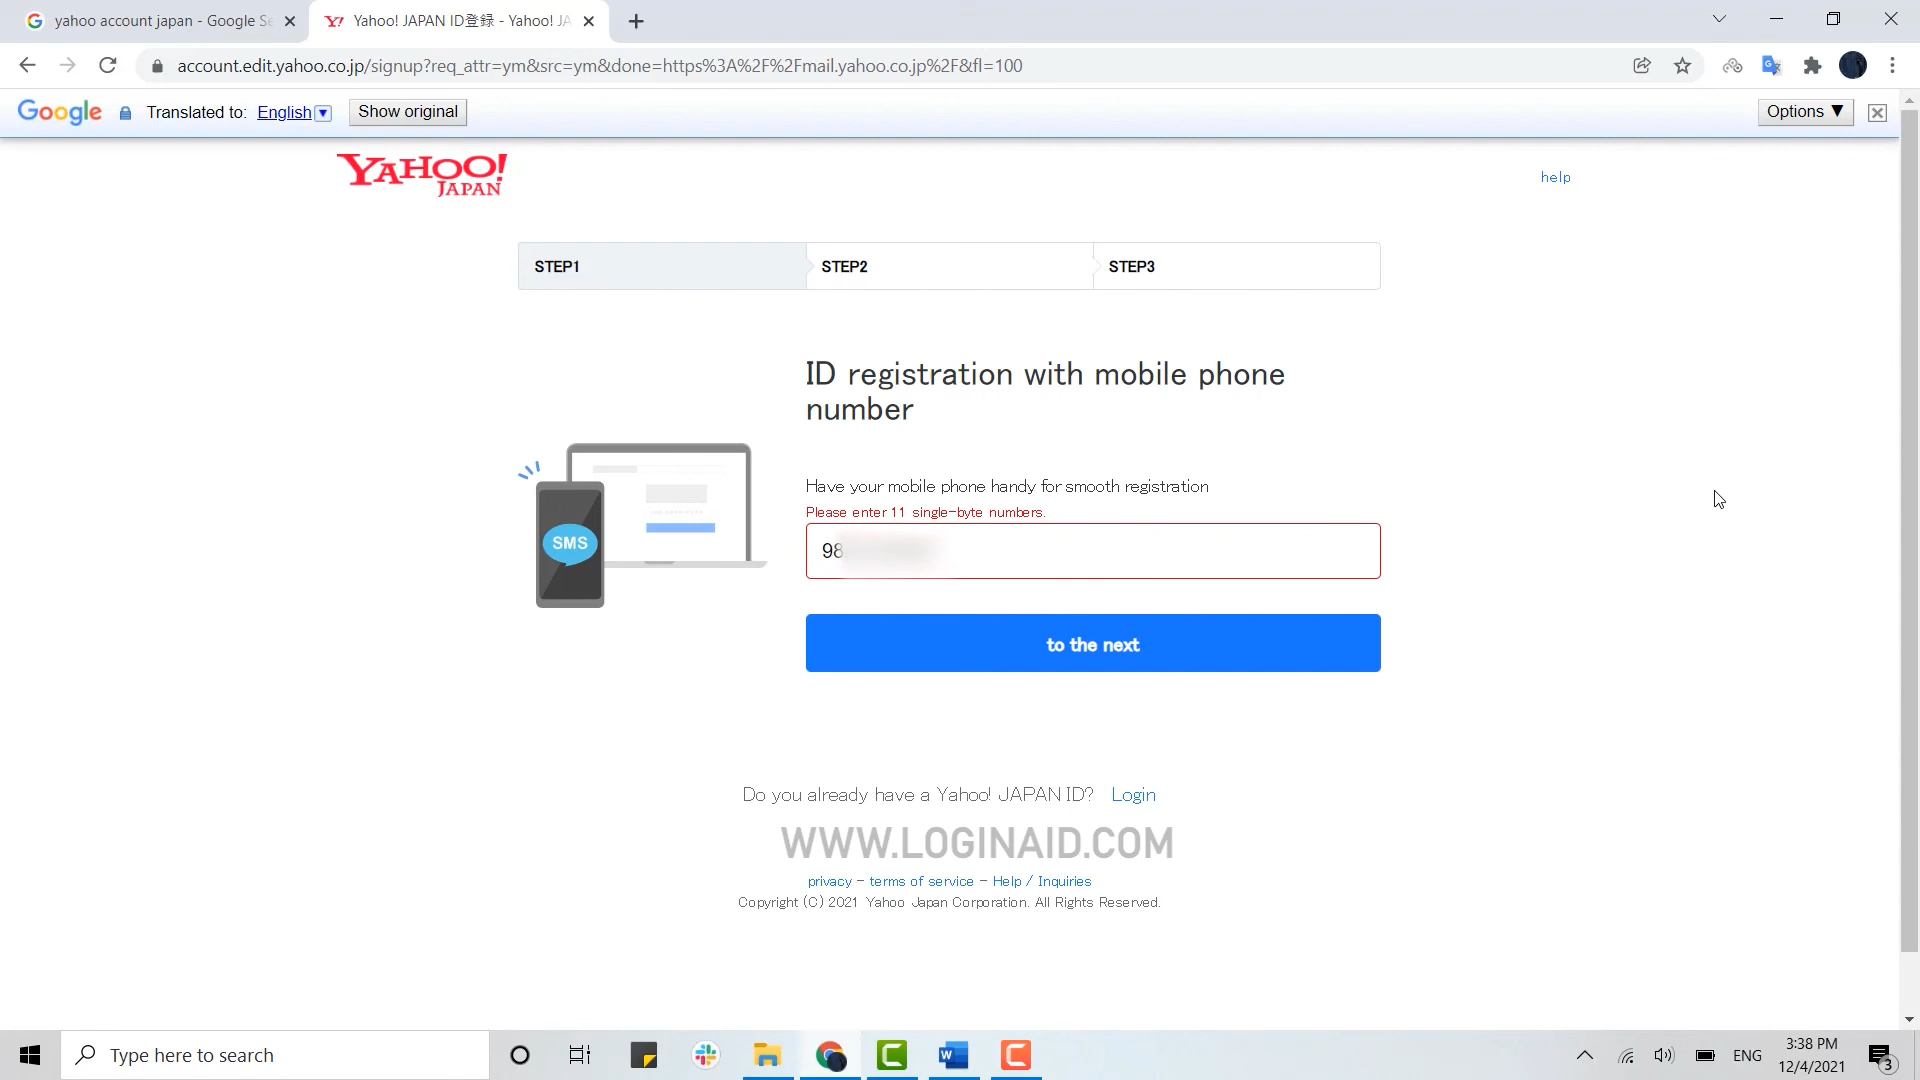 yahoo account japan - Google Se
Yahoo! JAPAN ID登録 - Yahoo! JA
account.edit.yahoo.co.jp/signup?req_attr=ym&src=ym&done=https%3A%2F%2Fmail.yahoo.co.jp%2F&fl=100
Google Translated to: English ▼ Show original Options ▼
YAHOO!
JAPAN
help
STEP1 STEP2 STEP3
ID registration with mobile phone
number
Have your mobile phone handy for smooth registration
Please enter 11 single-byte numbers.
SMS
98
to the next
Do you already have a Yahoo! JAPAN ID? Login
WWW.LOGINAID.COM
privacy - terms of service - Help / Inquiries
Copyright (C) 2021 Yahoo Japan Corporation. All Rights Reserved.
Type here to search
ENG
3:38 PM
12/4/2021
3